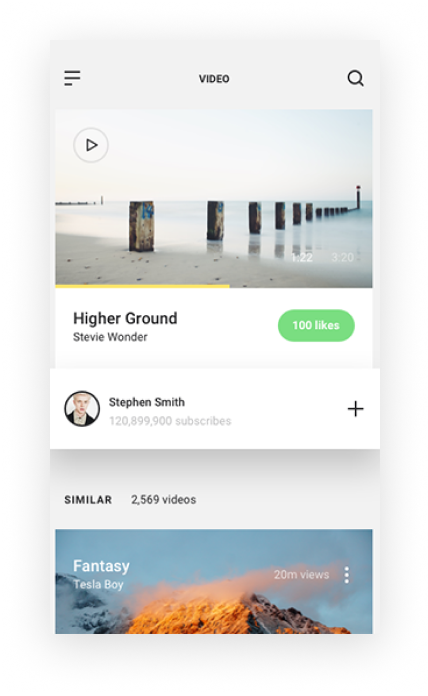 VIDEO
1:22 3:20
Higher Ground
100 likes
Stevie Wonder
Stephen Smith
120,899,900 subscribes
SIMILAR 2,569 videos
Fantasy
20m views
Tesla Boy